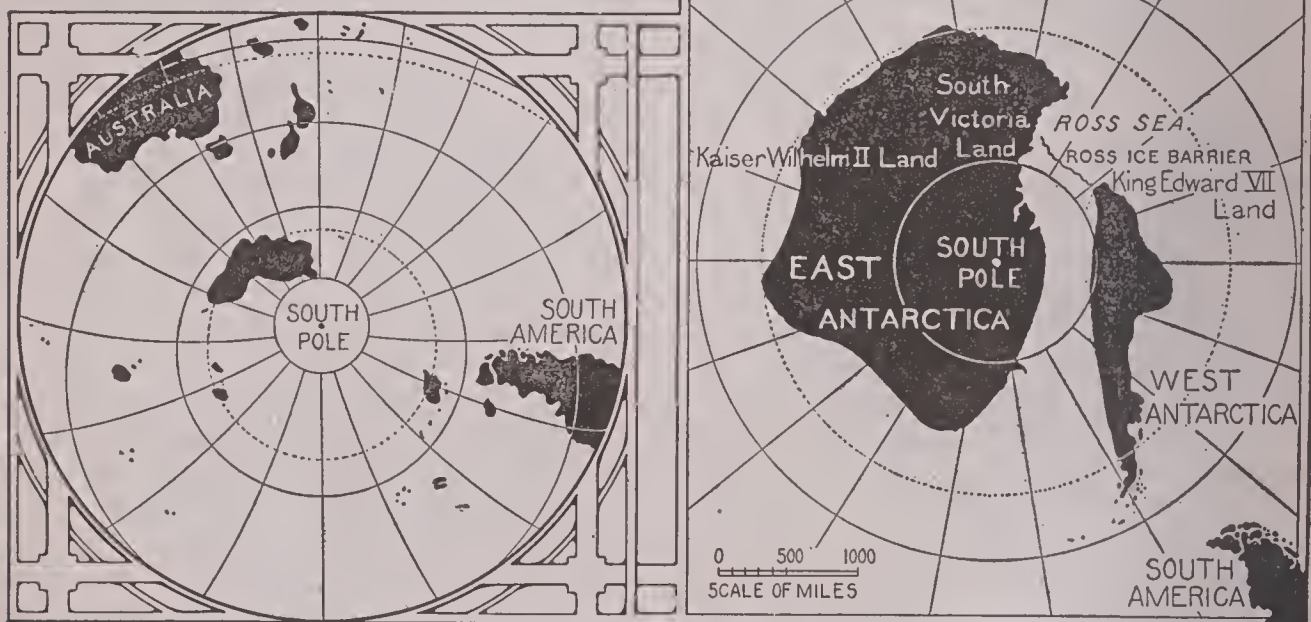 AUSTRALIA
SOUTH
POLE
SOUTH
AMERICA
South
Victoria
Land
ROSS SEA
ROSS ICE BARRIER
Kaiser Wilhelm II Land
King Edward VII
Land
SOUTH
POLE
EAST
ANTARCTICA
WEST
ANTARCTICA
0 500 1000
SCALE OF MILES
SOUTH
AMERICA